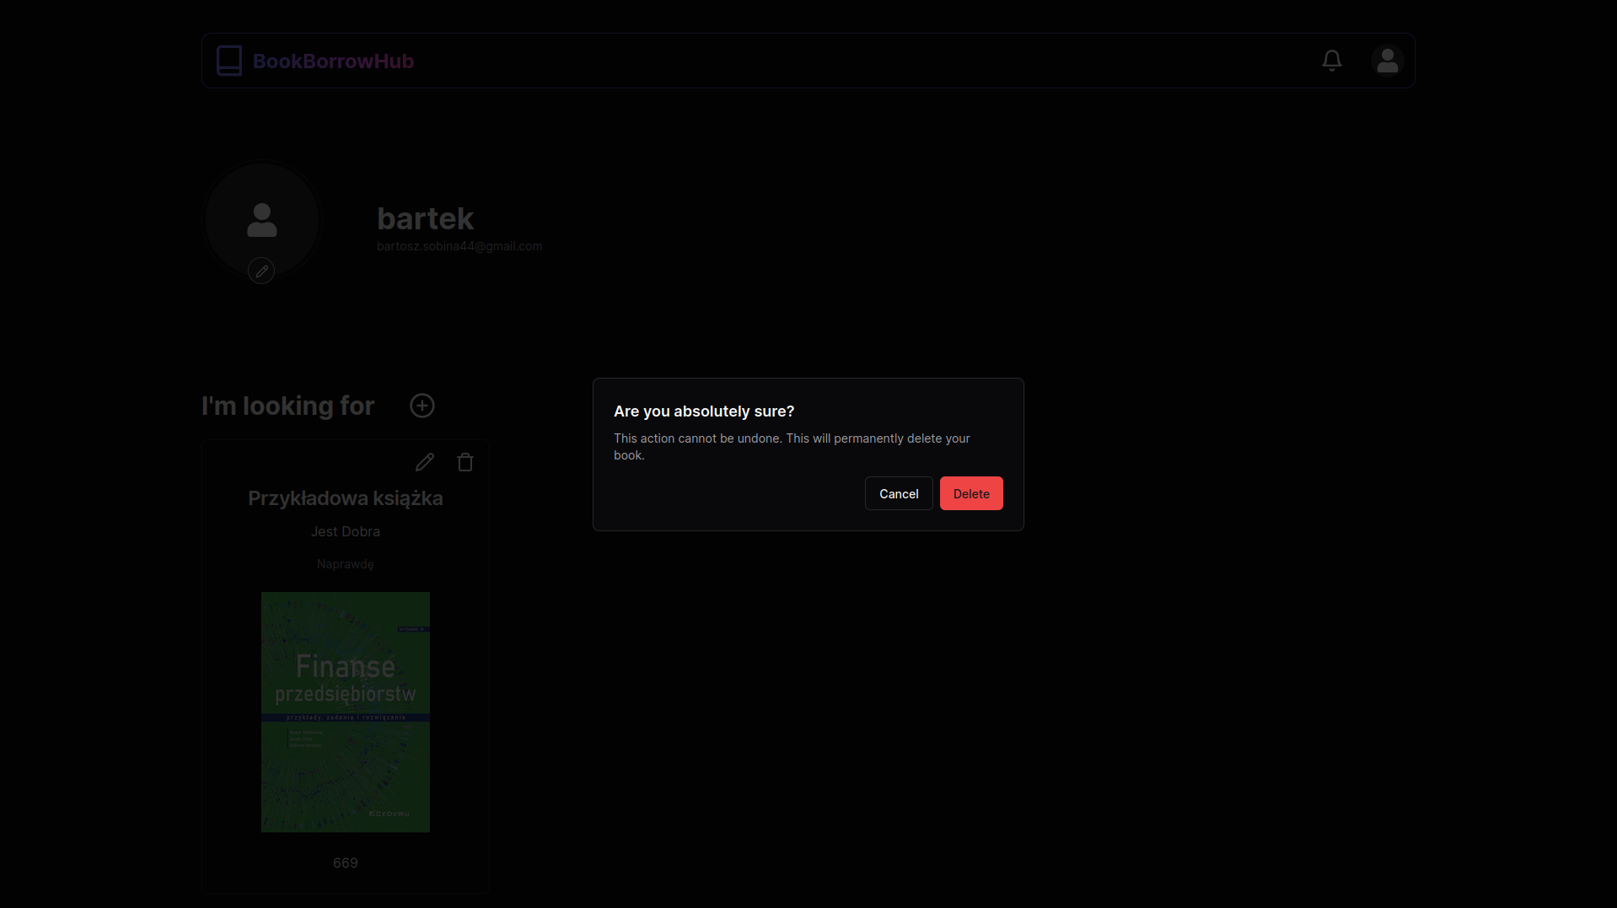 BookBorrowHub
bartek
bartosz.sobina44@gmail.com
I'm looking for
Are you absolutely sure?
This action cannot be undone. This will permanently delete your
book.
Cancel
Delete
Przykładowa książka
Jest Dobra
Naprawdę
Finanse
przedsiębiorstw
przykłady, zadania i rozwiązania
CeDeWu
669